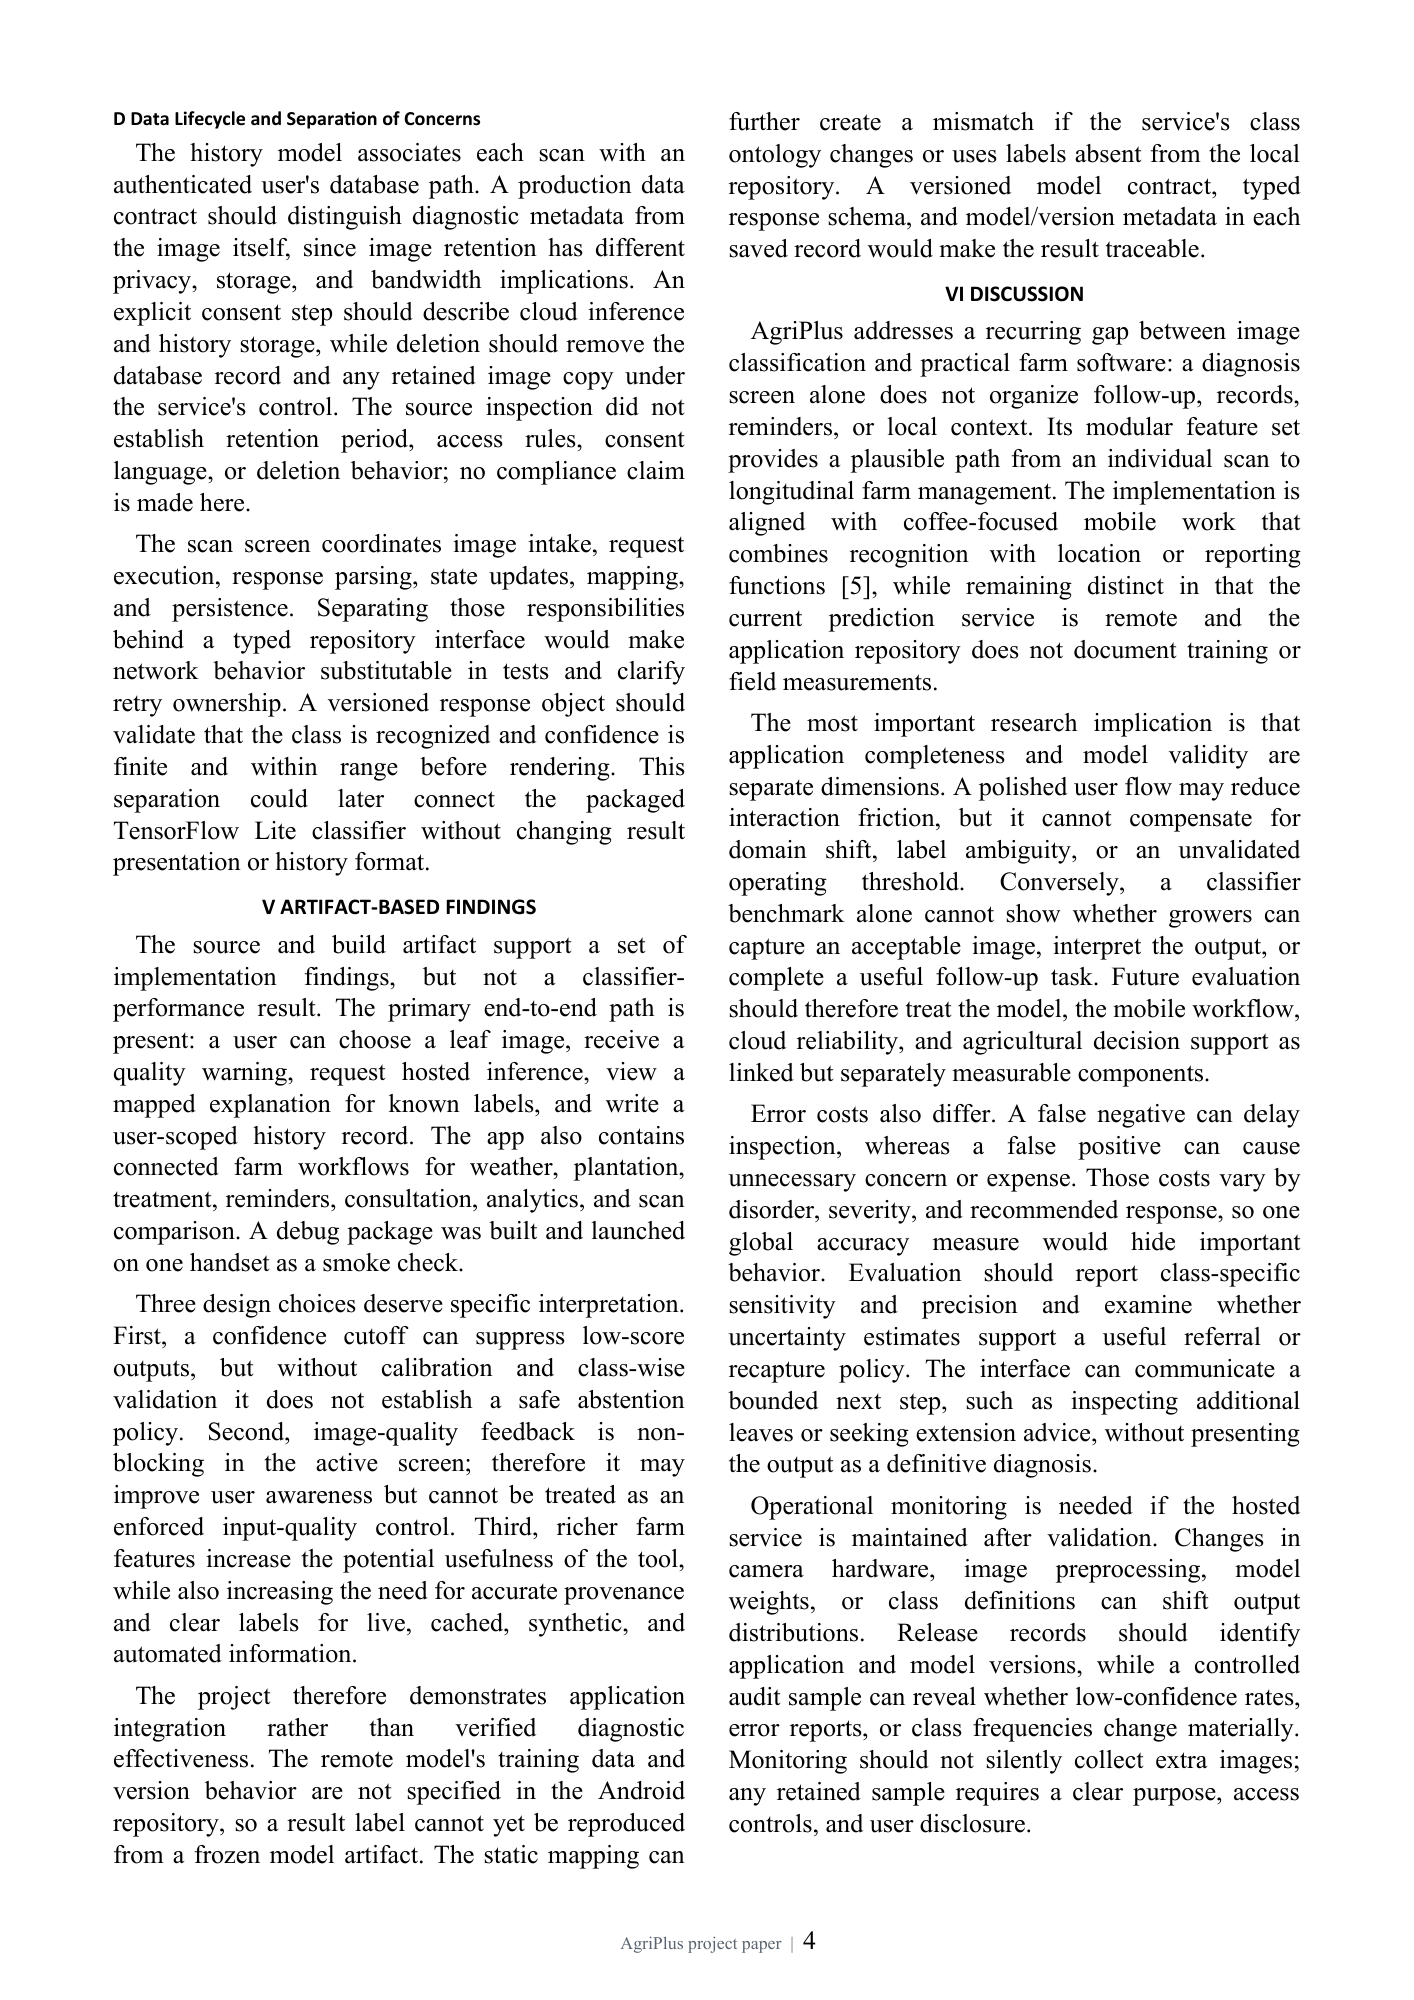 D Data Lifecycle and Separation of Concerns
The history model associates each scan with an
authenticated user's database path. A production data
contract should distinguish diagnostic metadata from
the image itself, since image retention has different
privacy, storage, and bandwidth implications. An
explicit consent step should describe cloud inference
and history storage, while deletion should remove the
database record and any retained image copy under
the service's control. The source inspection did not
establish retention period, access rules, consent
language, or deletion behavior; no compliance claim
is made here.
The scan screen coordinates image intake, request
execution, response parsing, state updates, mapping,
and persistence. Separating those responsibilities
behind a typed repository interface would make
network behavior substitutable in tests and clarify
retry ownership. A versioned response object should
validate that the class is recognized and confidence is
finite and within range before rendering. This
separation could later connect the packaged
TensorFlow Lite classifier without changing result
presentation or history format.
V ARTIFACT-BASED FINDINGS
The source and build artifact support a set of
implementation findings, but not a classifier-
performance result. The primary end-to-end path is
present: a user can choose a leaf image, receive a
quality warning, request hosted inference, view a
mapped explanation for known labels, and write a
user-scoped history record. The app also contains
connected farm workflows for weather, plantation,
treatment, reminders, consultation, analytics, and scan
comparison. A debug package was built and launched
on one handset as a smoke check.
Three design choices deserve specific interpretation.
First, a confidence cutoff can suppress low-score
outputs, but without calibration and class-wise
validation it does not establish a safe abstention
policy. Second, image-quality feedback is non-
blocking in the active screen; therefore it may
improve user awareness but cannot be treated as an
enforced input-quality control. Third, richer farm
features increase the potential usefulness of the tool,
while also increasing the need for accurate provenance
and clear labels for live, cached, synthetic, and
automated information.
The project therefore demonstrates application
integration rather than verified diagnostic
effectiveness. The remote model's training data and
version behavior are not specified in the Android
repository, so a result label cannot yet be reproduced
from a frozen model artifact. The static mapping can
further create a mismatch if the service's class
ontology changes or uses labels absent from the local
repository. A versioned model contract, typed
response schema, and model/version metadata in each
saved record would make the result traceable.
VI DISCUSSION
AgriPlus addresses a recurring gap between image
classification and practical farm software: a diagnosis
screen alone does not organize follow-up, records,
reminders, or local context. Its modular feature set
provides a plausible path from an individual scan to
longitudinal farm management. The implementation is
aligned with coffee-focused mobile work that
combines recognition with location or reporting
functions [5], while remaining distinct in that the
current prediction service is remote and the
application repository does not document training or
field measurements.
The most important research implication is that
application completeness and model validity are
separate dimensions. A polished user flow may reduce
interaction friction, but it cannot compensate for
domain shift, label ambiguity, or an unvalidated
operating threshold. Conversely, a classifier
benchmark alone cannot show whether growers can
capture an acceptable image, interpret the output, or
complete a useful follow-up task. Future evaluation
should therefore treat the model, the mobile workflow,
cloud reliability, and agricultural decision support as
linked but separately measurable components.
Error costs also differ. A false negative can delay
inspection, whereas a false positive can cause
unnecessary concern or expense. Those costs vary by
disorder, severity, and recommended response, so one
global accuracy measure would hide important
behavior. Evaluation should report class-specific
sensitivity and precision and examine whether
uncertainty estimates support a useful referral or
recapture policy. The interface can communicate a
bounded next step, such as inspecting additional
leaves or seeking extension advice, without presenting
the output as a definitive diagnosis.
Operational monitoring is needed if the hosted
service is maintained after validation. Changes in
camera hardware, image preprocessing, model
weights, or class definitions can shift output
distributions. Release records should identify
application and model versions, while a controlled
audit sample can reveal whether low-confidence rates,
error reports, or class frequencies change materially.
Monitoring should not silently collect extra images;
any retained sample requires a clear purpose, access
controls, and user disclosure.
AgriPlus project paper | 4